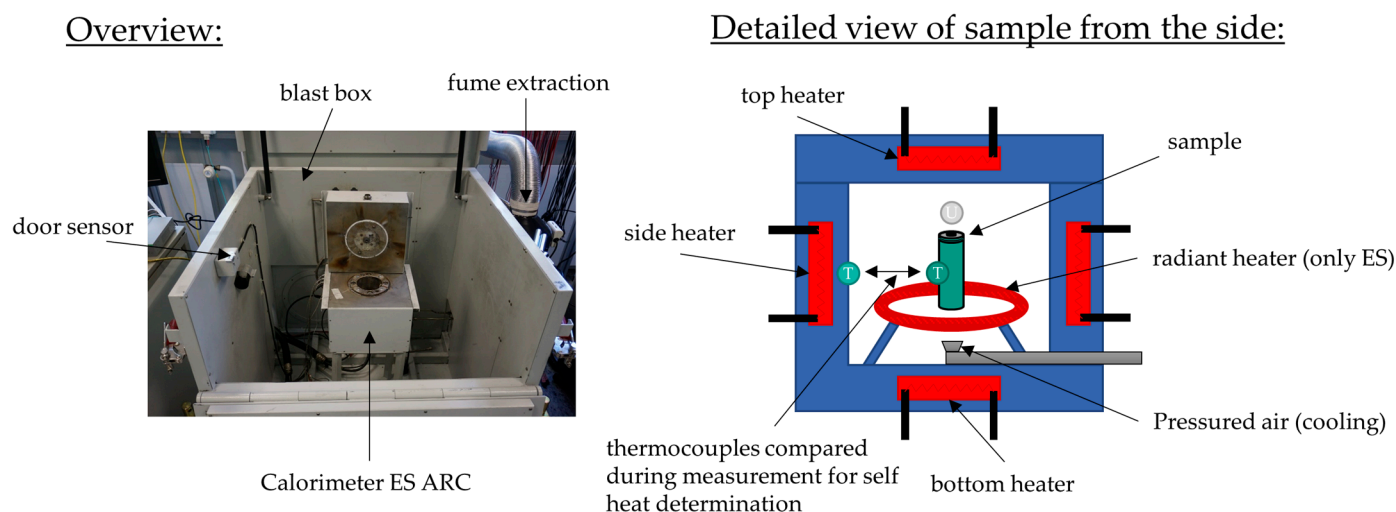 Overview:
Detailed view of sample from the side:
blast box
fume extraction
door sensor
Calorimeter ES ARC
top heater
sample
U
side heater
T
T
radiant heater (only ES)
Pressured air (cooling)
thermocouples compared
during measurement for self
heat determination
bottom heater